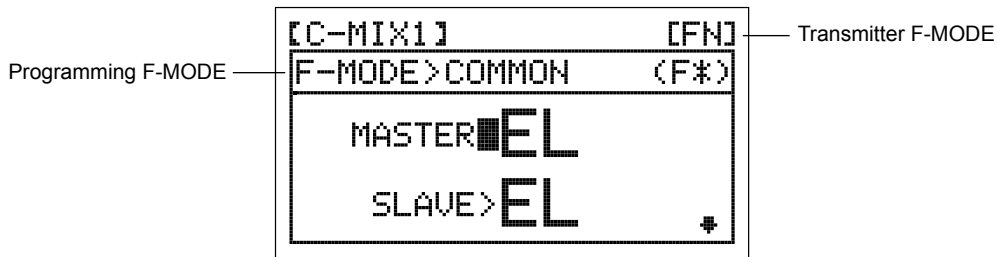 [C-MIX1] [FN] Transmitter F-MODE
Programming F-MODE F-MODE>COMMON (F*)
MASTER EL
SLAVE>EL